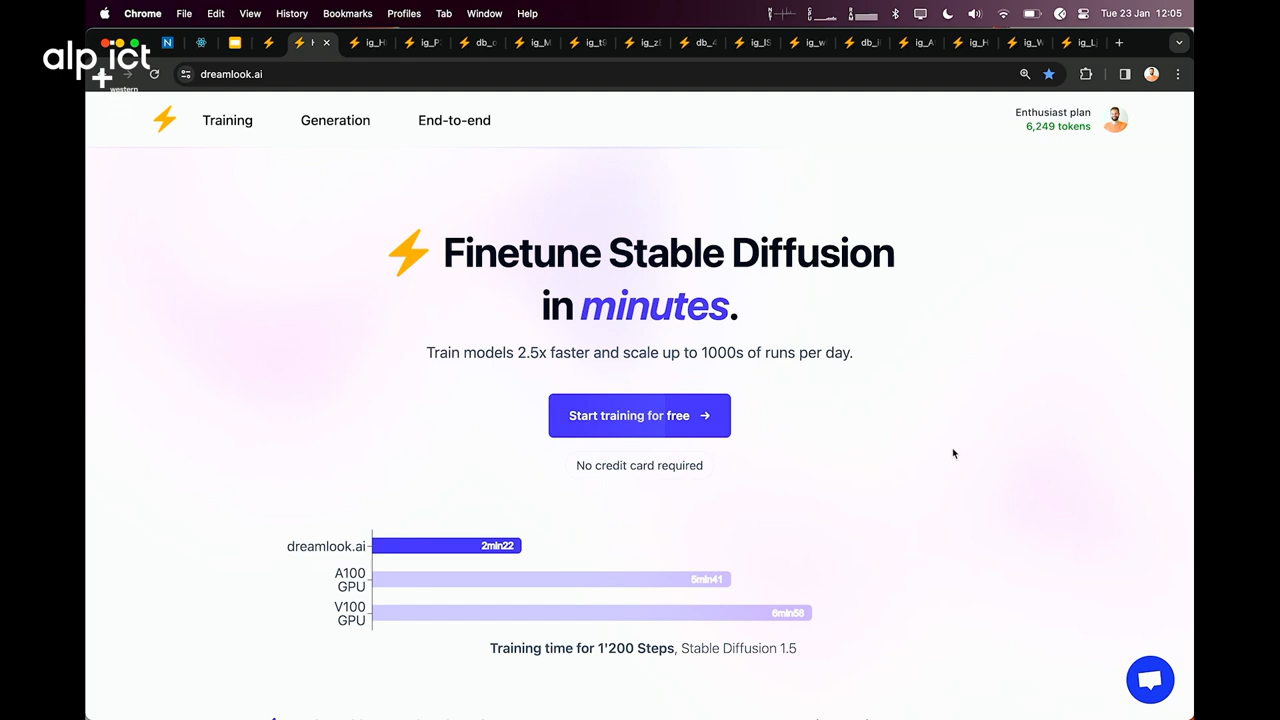 Chrome File Edit View History Bookmarks Profiles Tab Window Help Tue 23 Jan 12:05
alp ict
western
dreamlook.ai
Training Generation End-to-end
Enthusiast plan
6,249 tokens
Finetune Stable Diffusion
in minutes.
Train models 2.5x faster and scale up to 1000s of runs per day.
Start training for free →
No credit card required
dreamlook.ai 2min22
A100
GPU
5min41
V100
GPU
6min58
Training time for 1'200 Steps, Stable Diffusion 1.5